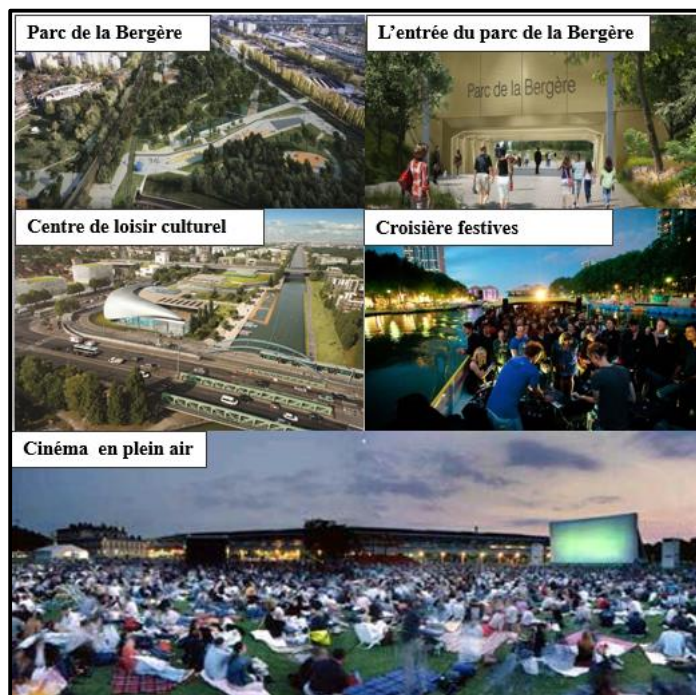 Parc de la Bergère
L'entrée du parc de la Bergère
Parc de la Bergère
Centre de loisir culturel
Croisière festives
Cinéma en plein air